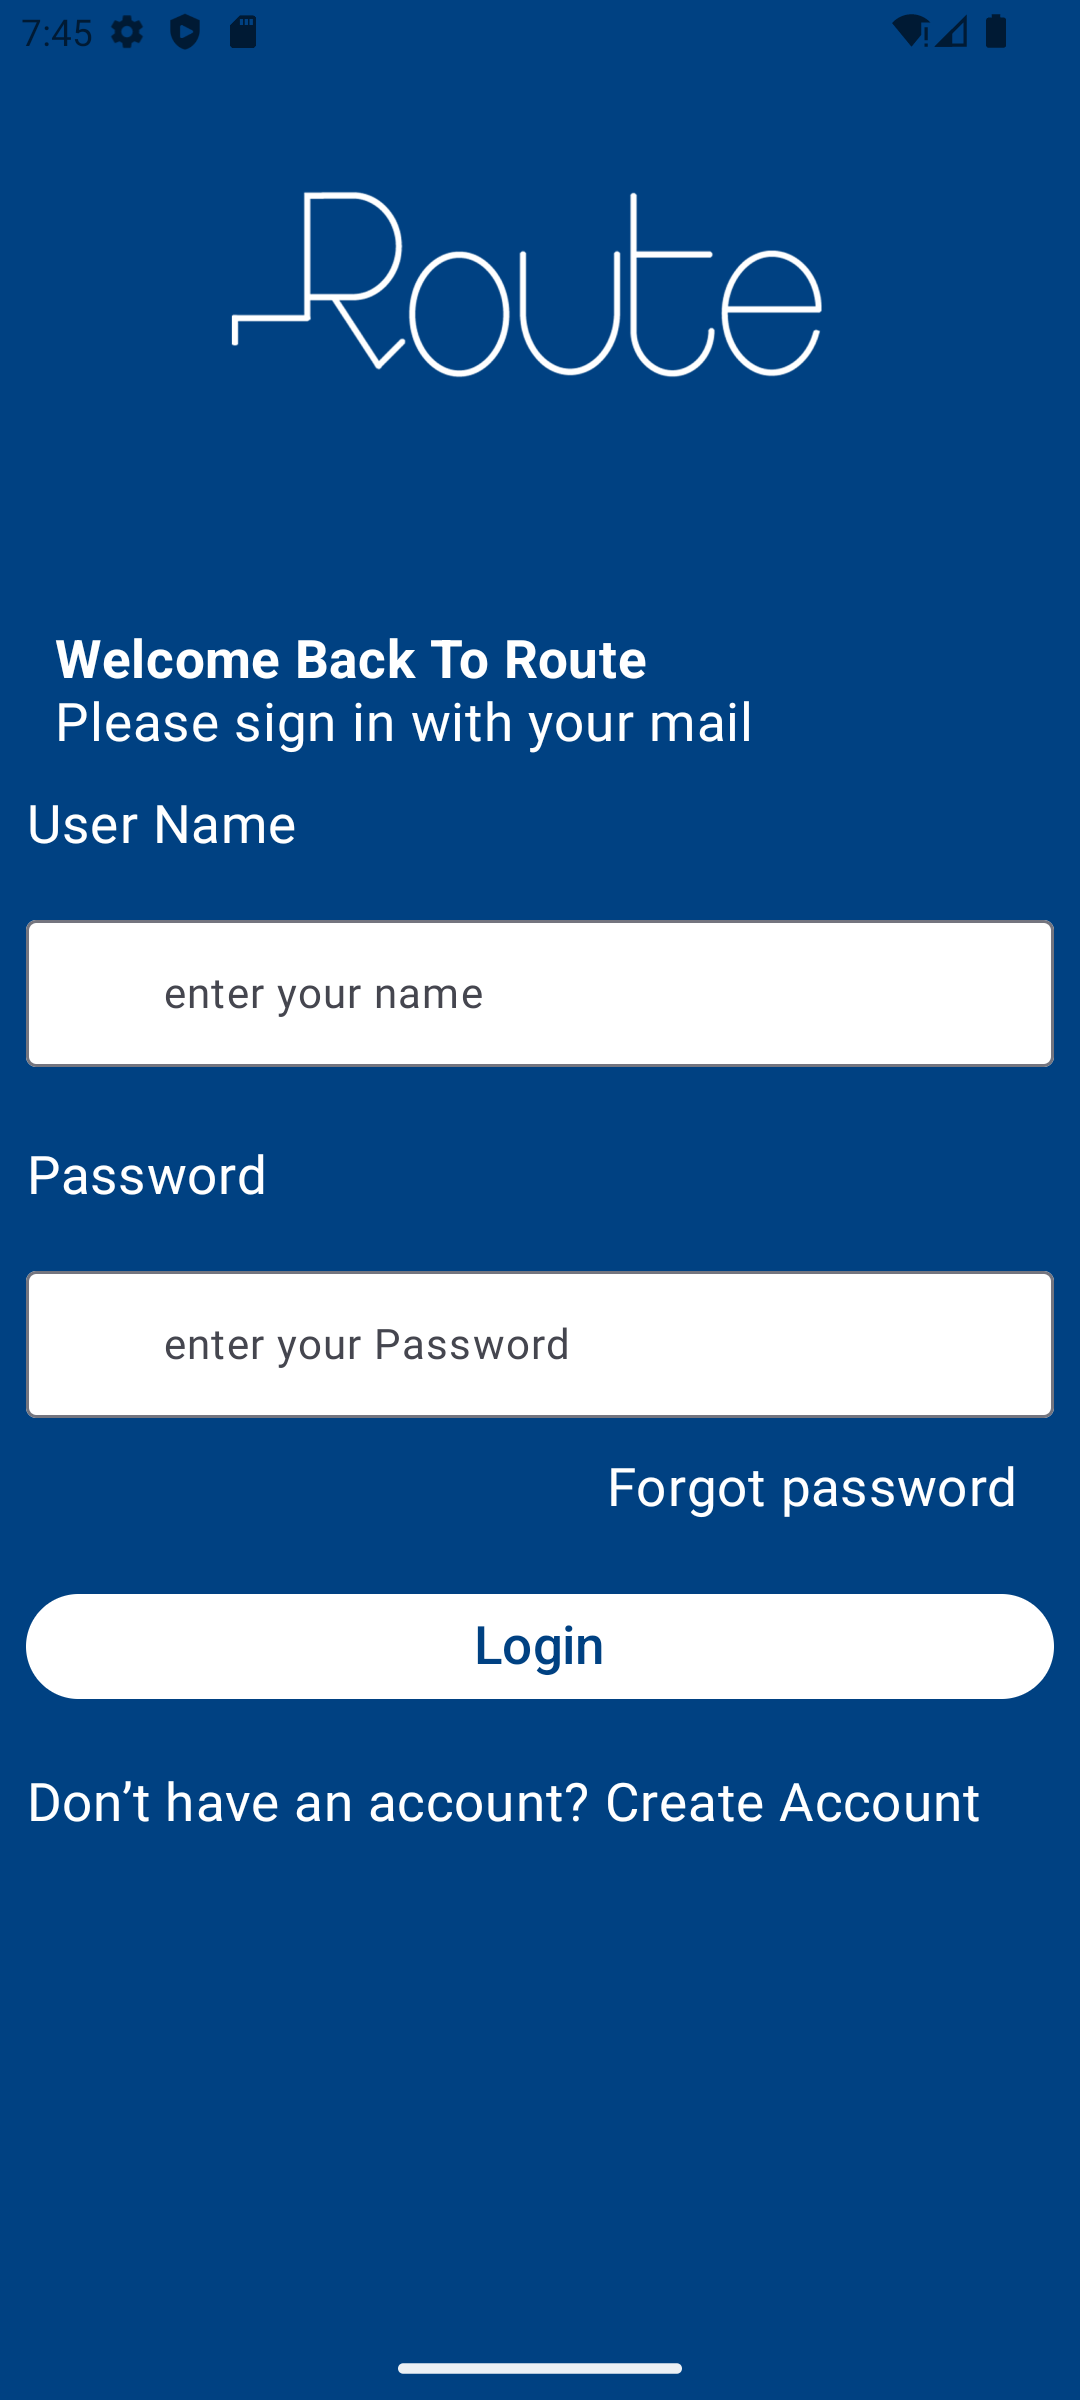 7:45
Route
Welcome Back To Route
Please sign in with your mail
User Name
enter your name
Password
enter your Password
Forgot password
Login
Don’t have an account? Create Account